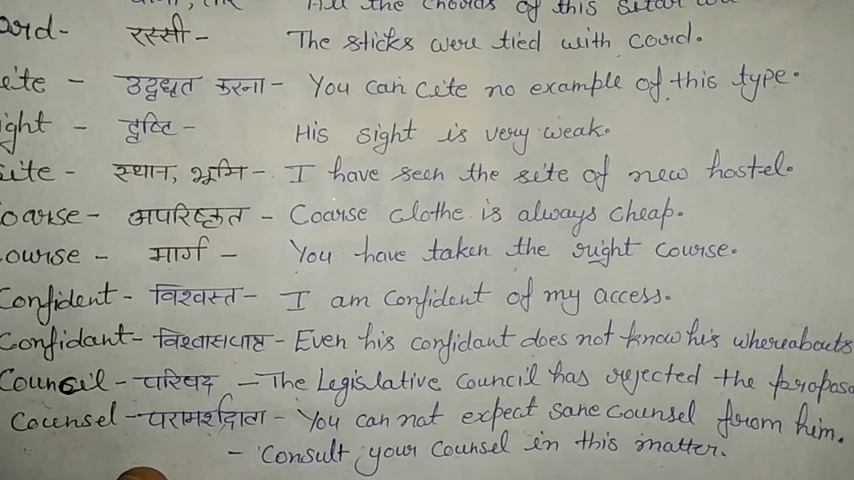 All the chords of this sitar
ord- रस्सी- The sticks were tied with cord.
cite - उद्धृत करना - You can cite no example of this type.
ight - दृष्टि - His sight is very weak.
site - स्थान, भूमि - I have seen the site of new hostel.
oarse - अपरिष्कृत - Coarse clothe is always cheap.
ourse - मार्ग - You have taken the right course.
Confident - विश्वस्त - I am confident of my access.
Confidant - विश्वासपात्र - Even his confidant does not know his whereabouts
Council - परिषद - The Legislative Council has rejected the proposa
Counsel - परामर्शदाता - You can not expect sane counsel from him.
- Consult your Counsel in this matter.